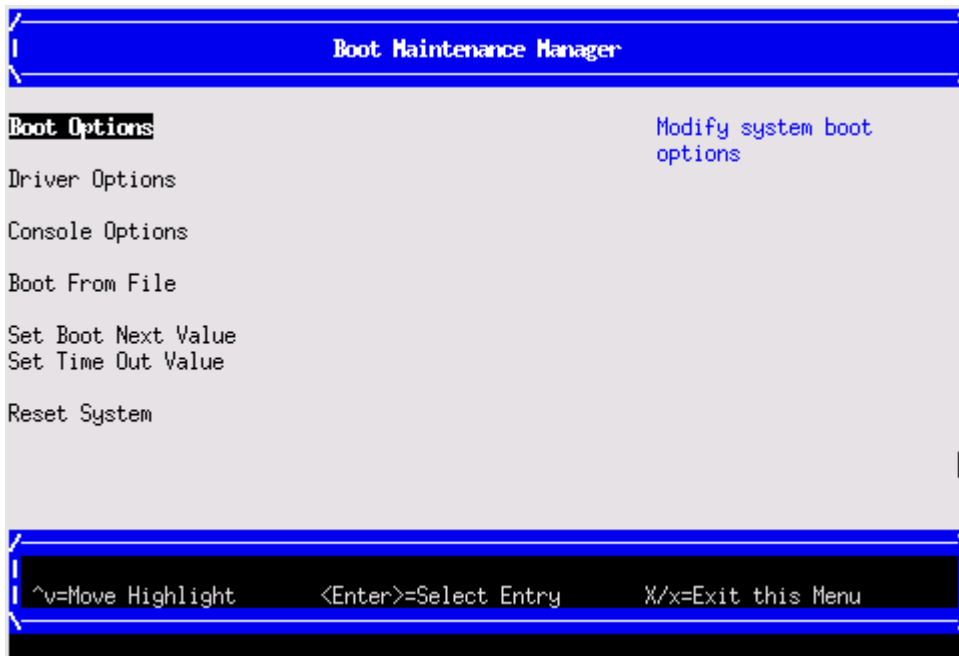 Boot Maintenance Manager
Boot Options
Modify system boot
options
Driver Options
Console Options
Boot From File
Set Boot Next Value
Set Time Out Value
Reset System
^v=Move Highlight <Enter>=Select Entry X/x=Exit this Menu